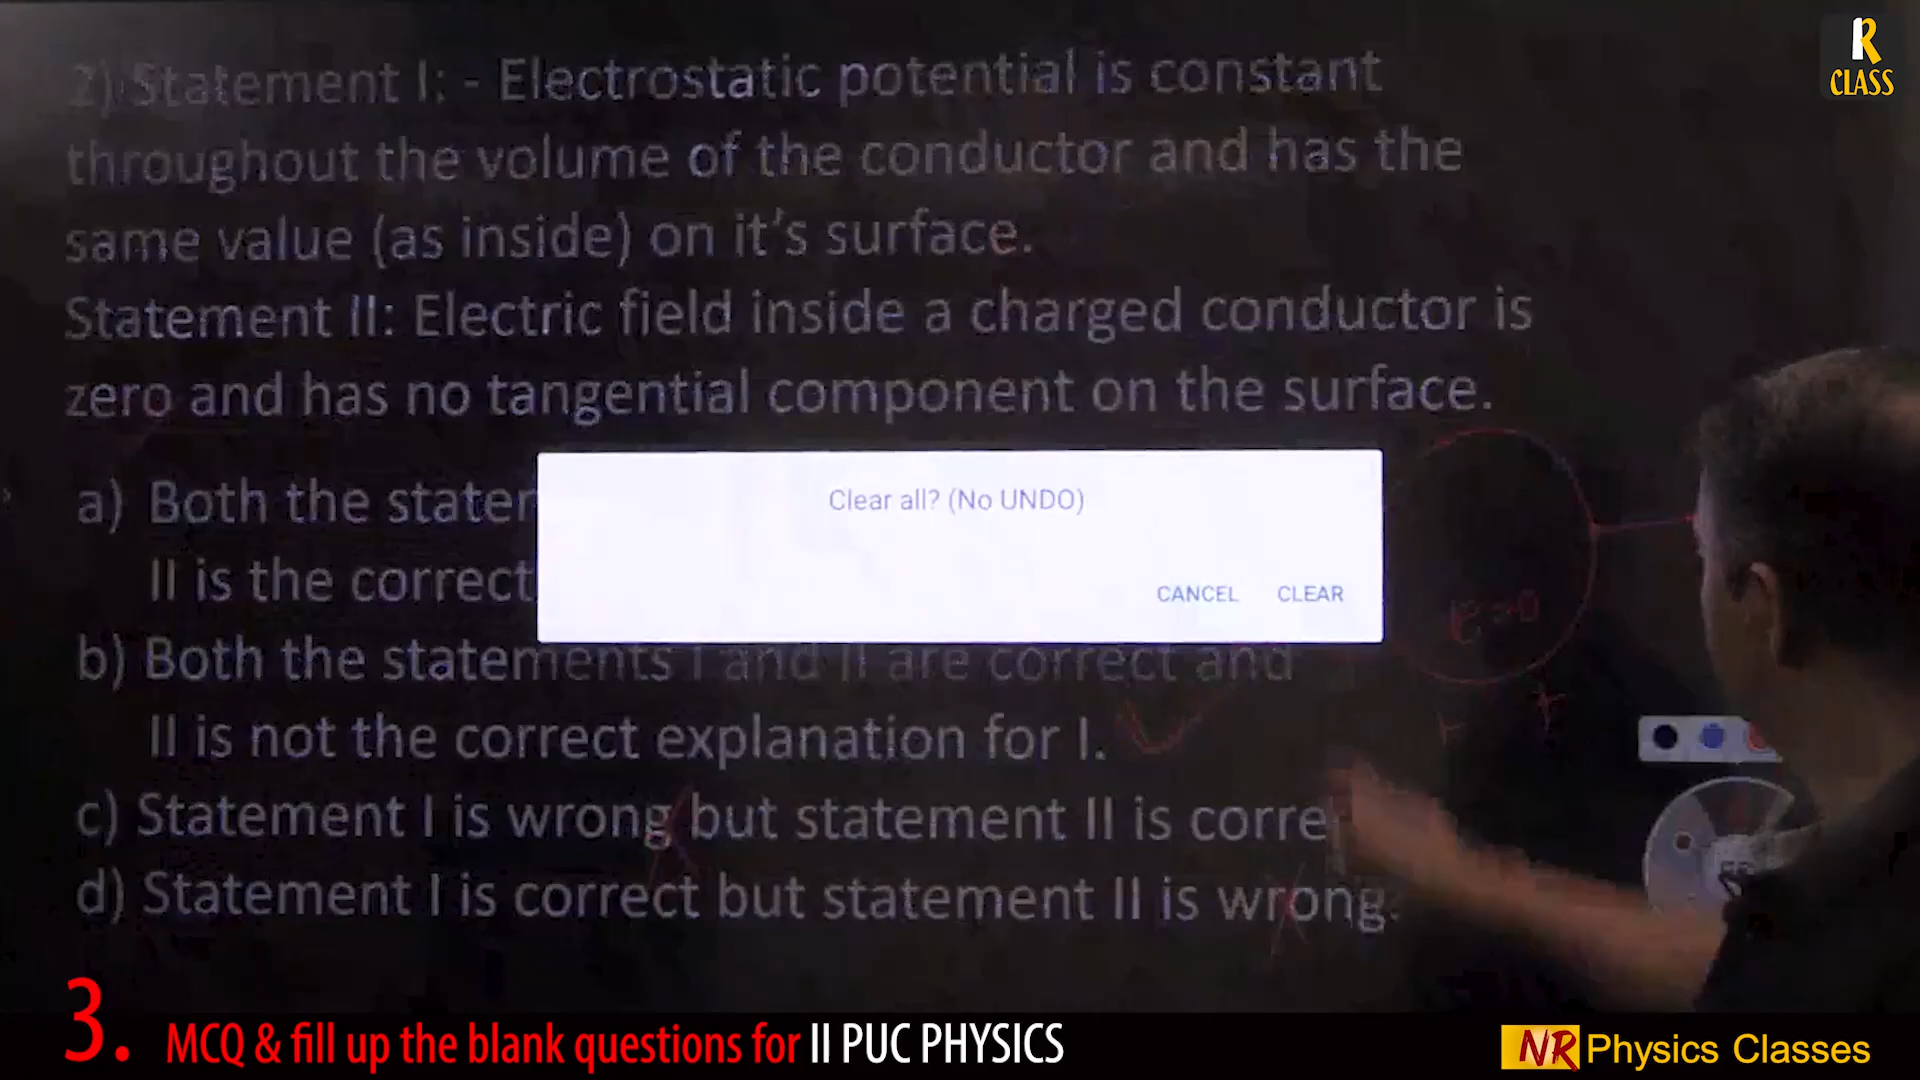 R
CLASS
2) Statement I: - Electrostatic potential is constant
throughout the volume of the conductor and has the
same value (as inside) on it's surface.
Statement II: Electric field inside a charged conductor is
zero and has no tangential component on the surface.
a) Both the statem
II is the correct
Clear all? (No UNDO)
CANCEL CLEAR
b) Both the statements I and II are correct and
II is not the correct explanation for I.
c) Statement I is wrong but statement II is corre
d) Statement I is correct but statement II is wrong.
3. MCQ & fill up the blank questions for II PUC PHYSICS
NR Physics Classes